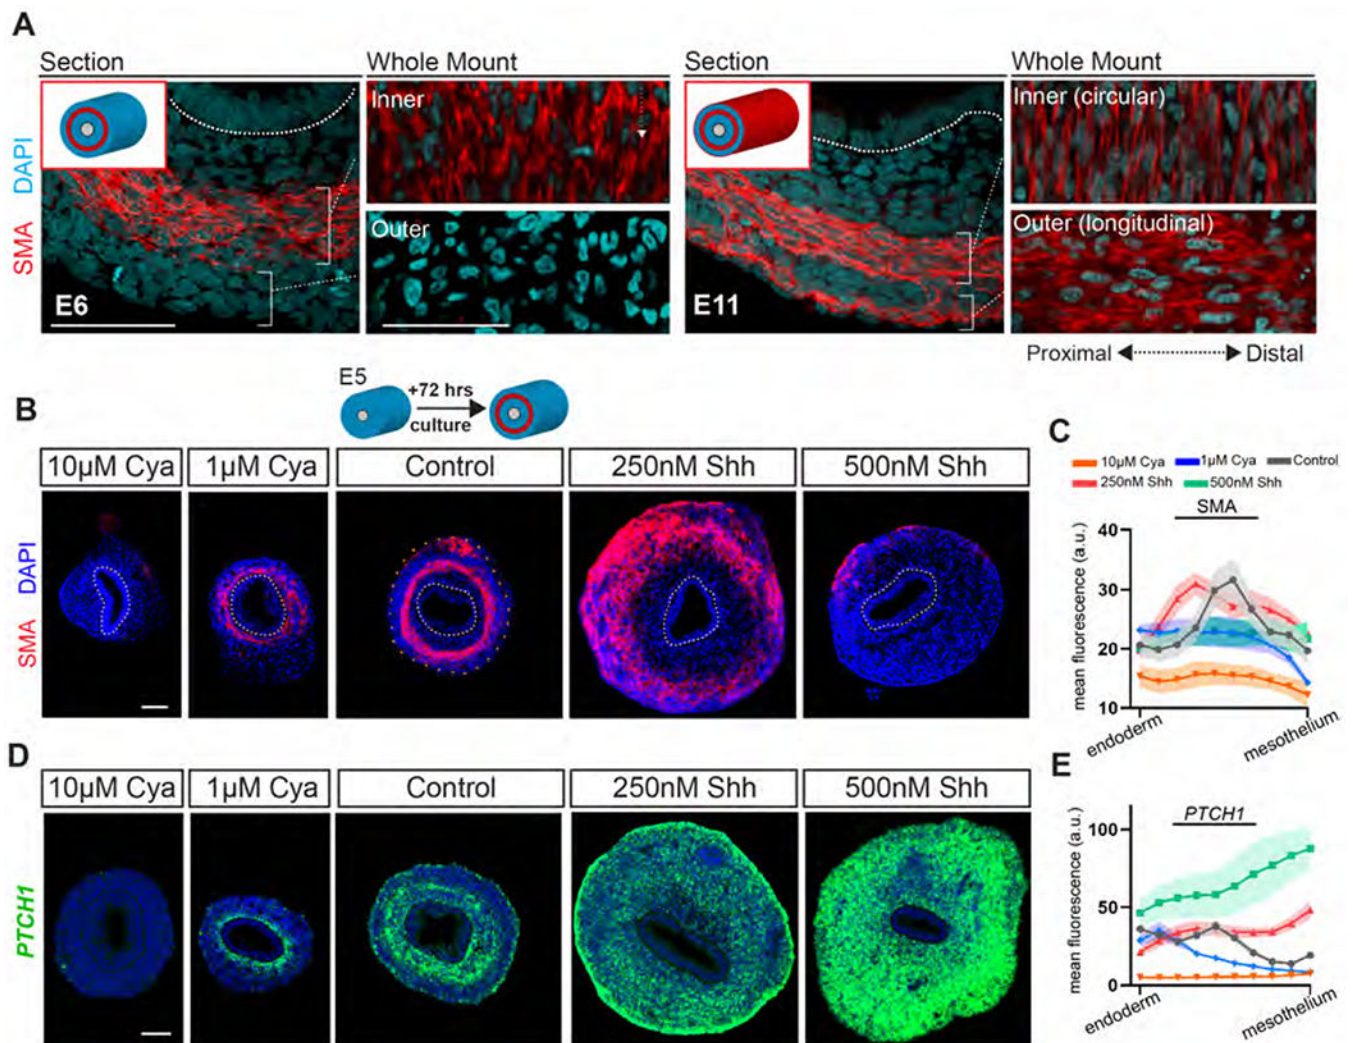 A
Section
Whole Mount
Section
Whole Mount
SMA DAPI
E6
Inner
Outer
E11
Inner (circular)
Outer (longitudinal)
Proximal Distal
B
E5
+72 hrs
culture
10µM Cya
1µM Cya
Control
250nM Shh
500nM Shh
SMA DAPI
C
10µM Cya 1µM Cya Control
250nM Shh 500nM Shh
SMA
mean fluorescence (a.u.)
40
30
20
10
endoderm
mesothelium
D
10µM Cya
1µM Cya
Control
250nM Shh
500nM Shh
PTCH1
E
PTCH1
mean fluorescence (a.u.)
100
50
0
endoderm
mesothelium